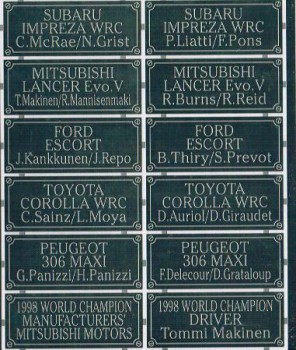 SUBARU
IMPREZA WRC
C.McRae/N.Grist
SUBARU
IMPREZA WRC
P.Liatti/F.Pons
MITSUBISHI
LANCER Evo.V
T.Makinen/R.Mannisenmaki
MITSUBISHI
LANCER Evo.V
R.Burns/R.Reid
FORD
ESCORT
J.Kankkunen/J.Repo
FORD
ESCORT
B.Thiry/S.Prevot
TOYOTA
COROLLA WRC
C.Sainz/L.Moya
TOYOTA
COROLLA WRC
D.Auriol/D.Giraudet
PEUGEOT
306 MAXI
G.Panizzi/H.Panizzi
PEUGEOT
306 MAXI
F.Delecour/D.Grataloup
1998 WORLD CHAMPION
MANUFACTURERS'
MITSUBISHI MOTORS
1998 WORLD CHAMPION
DRIVER
Tommi Makinen